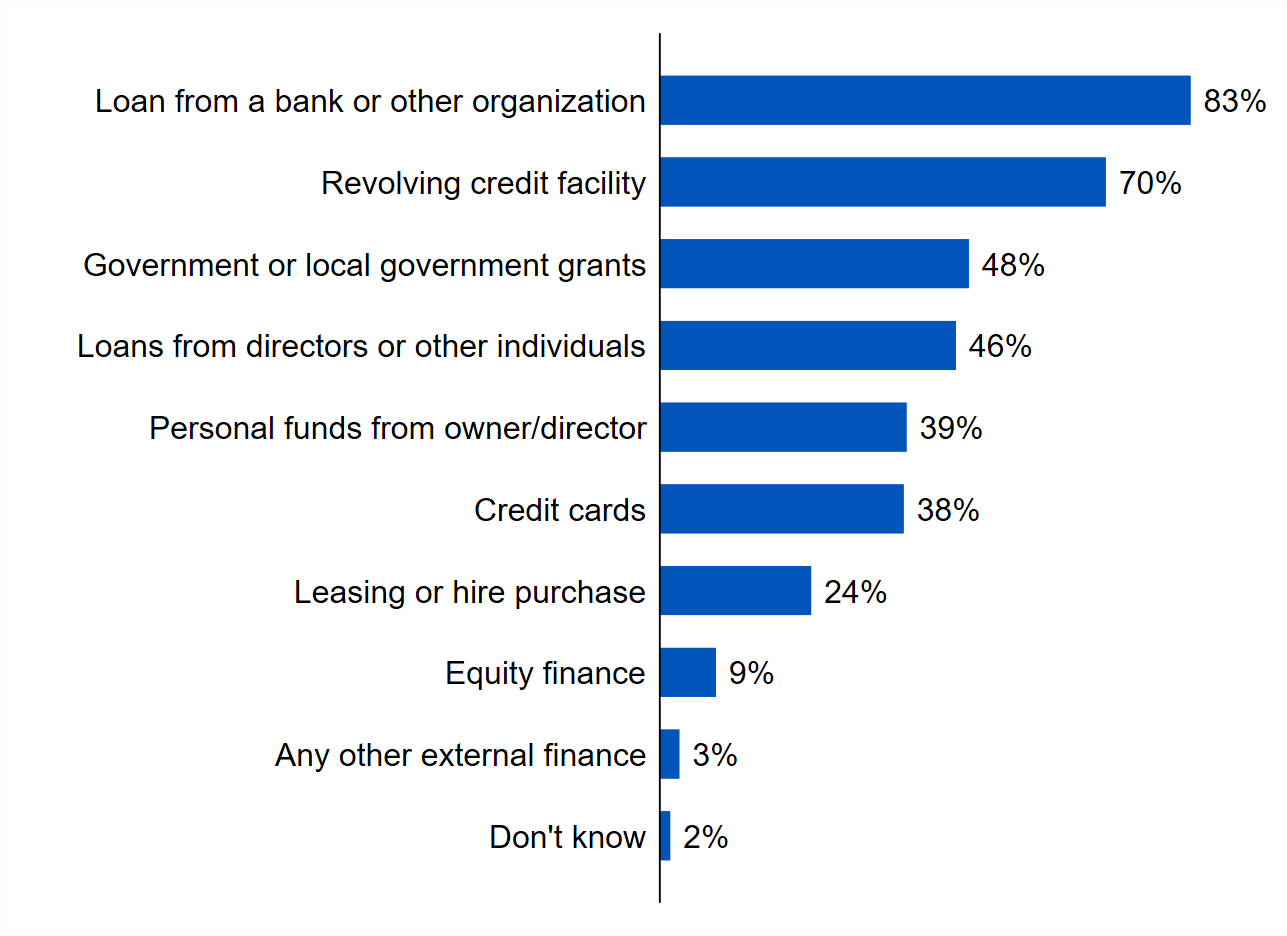 Loan from a bank or other organization 83%
Revolving credit facility 70%
Government or local government grants 48%
Loans from directors or other individuals 46%
Personal funds from owner/director 39%
Credit cards 38%
Leasing or hire purchase 24%
Equity finance 9%
Any other external finance 3%
Don't know 2%